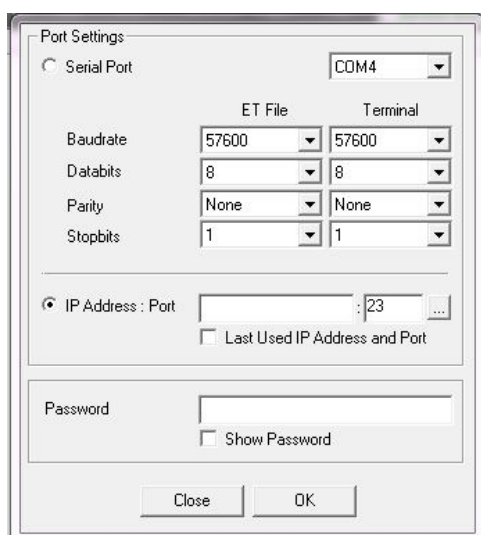 Port Settings
Serial Port COM4
ET File Terminal
Baudrate 57600 57600
Databits 8 8
Parity None None
Stopbits 1 1
IP Address : Port : 23 ...
Last Used IP Address and Port
Password
Show Password
Close OK